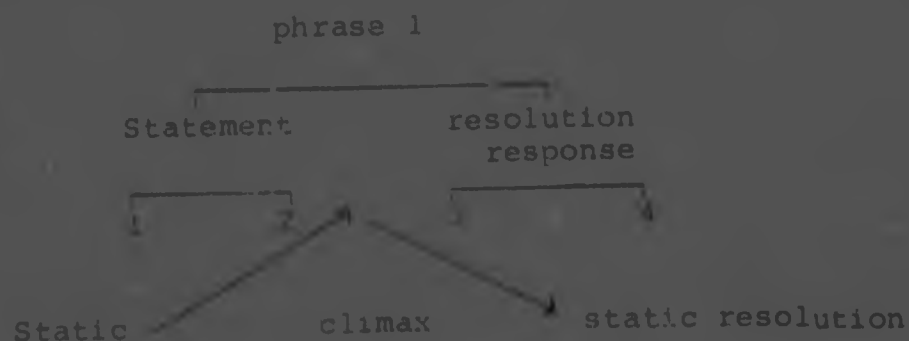 phrase 1
Statement resolution
response
1 2 3 4
Static climax static resolution